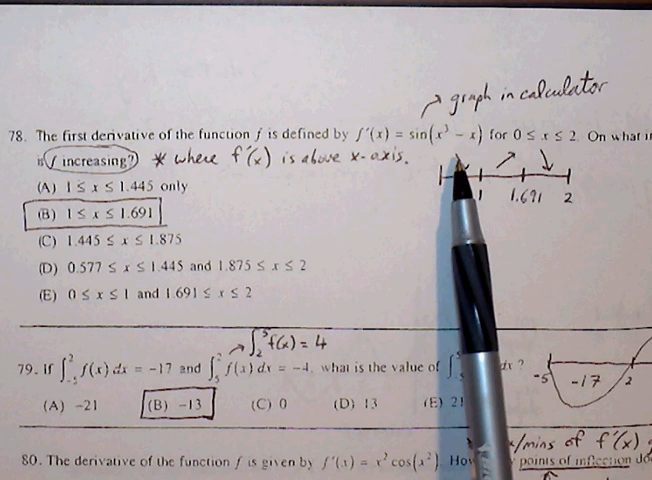 graph in calculator
78. The first derivative of the function f is defined by f′(x) = sin(x³ − x) for 0 ≤ x ≤ 2. On what
is f increasing? * where f'(x) is above x-axis.
1 1.691 2
(A) 1 ≤ x ≤ 1.445 only
(B) 1 ≤ x ≤ 1.691
(C) 1.445 ≤ x ≤ 1.875
(D) 0.577 ≤ x ≤ 1.445 and 1.875 ≤ x ≤ 2
(E) 0 ≤ x ≤ 1 and 1.691 ≤ x ≤ 2
∫₂⁵ f(x) = 4
79. If ∫₋₅² f(x) dx = −17 and ∫₅² f(x) dx = −4, what is the value of ∫₋₅ dx ?
-5 -17 2
(A) −21 (B) −13 (C) 0 (D) 13 (E) 21
/mins of f'(x)
80. The derivative of the function f is given by f′(x) = x² cos(x²). How points of inflection